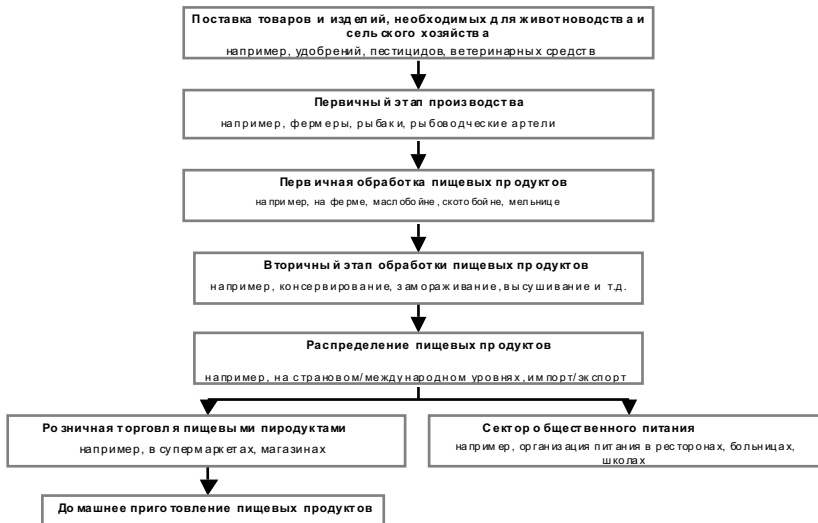 Поставка товаров и изделий, необходимых для животноводства и
сельского хозяйства
например, удобрений, пестицидов, ветеринарных средств
Первичный этап производства
например, фермеры, рыбаки, рыбоводческие артели
Первичная обработка пищевых продуктов
например, на ферме, маслобойне, скотобойне, мельнице
Вторичный этап обработки пищевых продуктов
например, консервирование, замораживание, высушивание и т.д.
Распределение пищевых продуктов
например, на страновом/международном уровнях, импорт/экспорт
Розничная торговля пищевыми пиродуктами
например, в супермаркетах, магазинах
Сектор общественного питания
например, организация питания в ресторонах, больницах,
школах
Домашнее приготовление пищевых продуктов